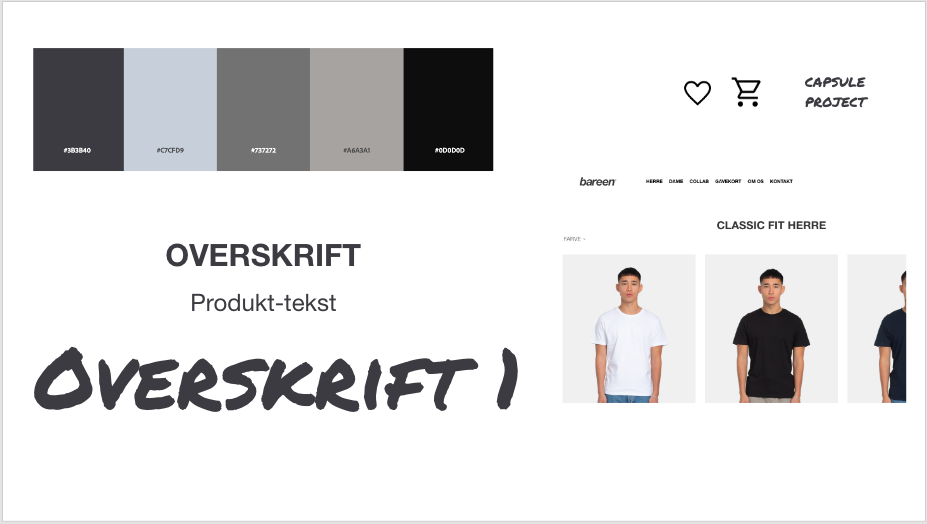 #3B3B40
#C7CFD9
#737272
#A6A3A1
#0D0D0D
CAPSULE
PROJECT
bareen
HERRE DAME COLLAB GAVEKORT OM OS KONTAKT
CLASSIC FIT HERRE
FARVE
OVERSKRIFT
Produkt-tekst
OVERSKRIFT 1